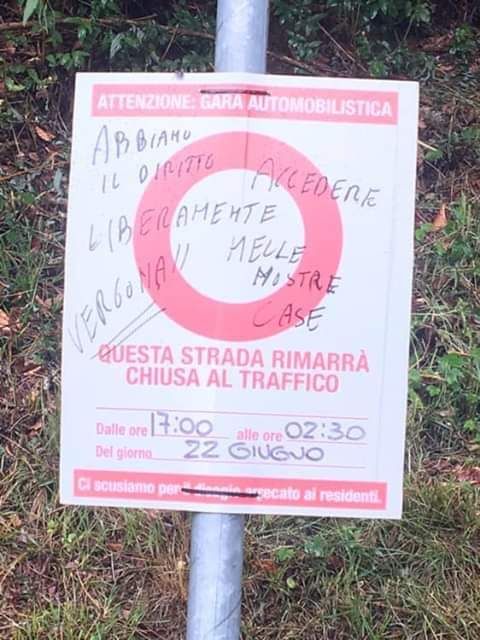 ATTENZIONE: GARA AUTOMOBILISTICA
ABBIAMO
IL DIRITTO ACCEDERE
LIBERAMENTE NELLE
NOSTRE
CASE
VERGOGNA!!
QUESTA STRADA RIMARRÀ
CHIUSA AL TRAFFICO
Dalle ore 17:00 alle ore 02:30
Del giorno 22 GIUGNO
Ci scusiamo per il disagio arrecato ai residenti.